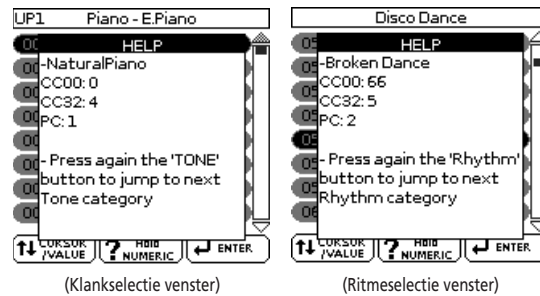 UP1 Piano - E.Piano
HELP
-NaturalPiano
CC00: 0
CC32: 4
PC: 1
- Press again the 'TONE'
button to jump to next
Tone category
CURSOR
/VALUE
? Hold
NUMERIC
ENTER
(Klankselectie venster)
Disco Dance
HELP
-Broken Dance
CC00: 66
CC32: 5
PC: 2
- Press again the 'Rhythm'
button to jump to next
Rhythm category
CURSOR
/VALUE
? Hold
NUMERIC
ENTER
(Ritmeselectie venster)